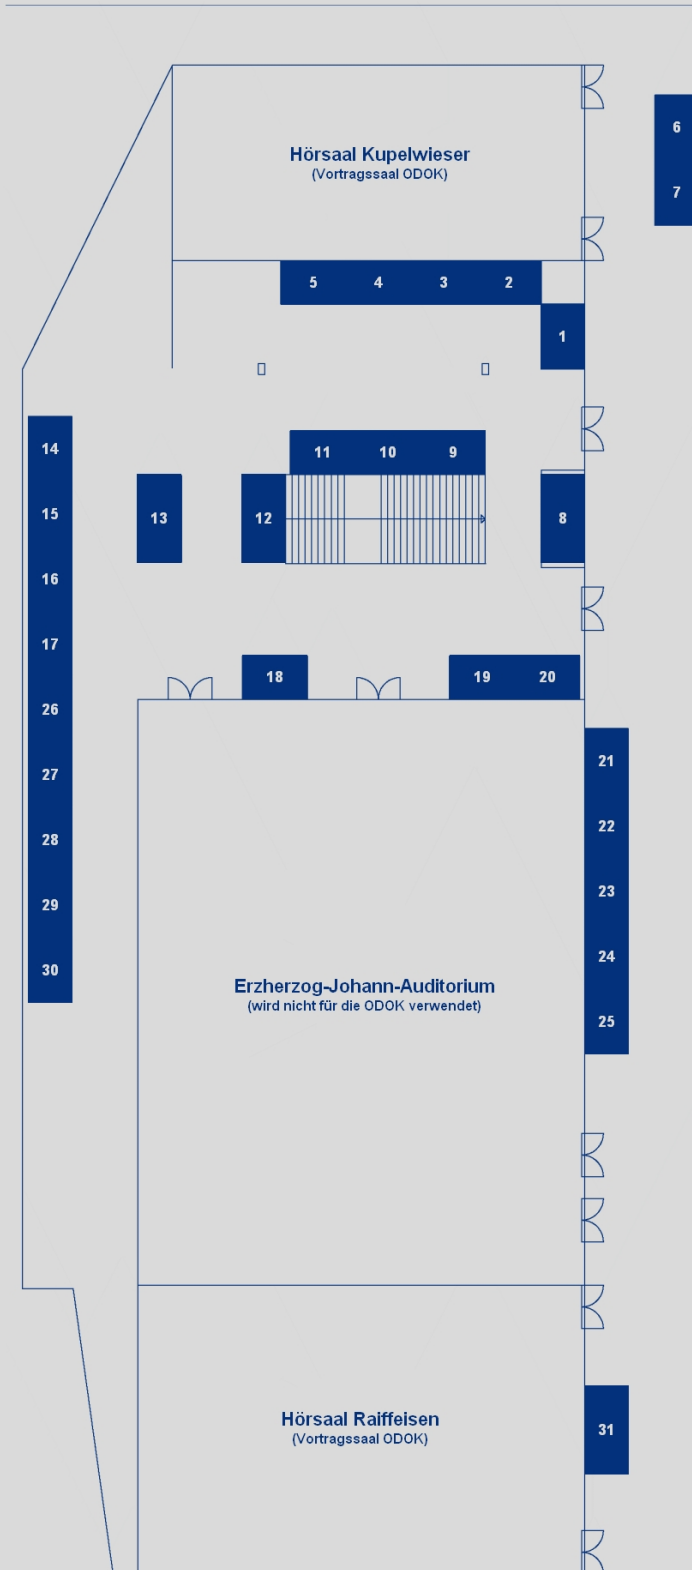 Hörsaal Kupelwieser
(Vortragssaal ODOK)
6
7
5 4 3 2
1
11 10 9
14
15
16
17
26
27
28
29
30
13 12 8
18 19 20
21
22
23
24
25
Erzherzog-Johann-Auditorium
(wird nicht für die ODOK verwendet)
Hörsaal Raiffeisen
(Vortragssaal ODOK)
31